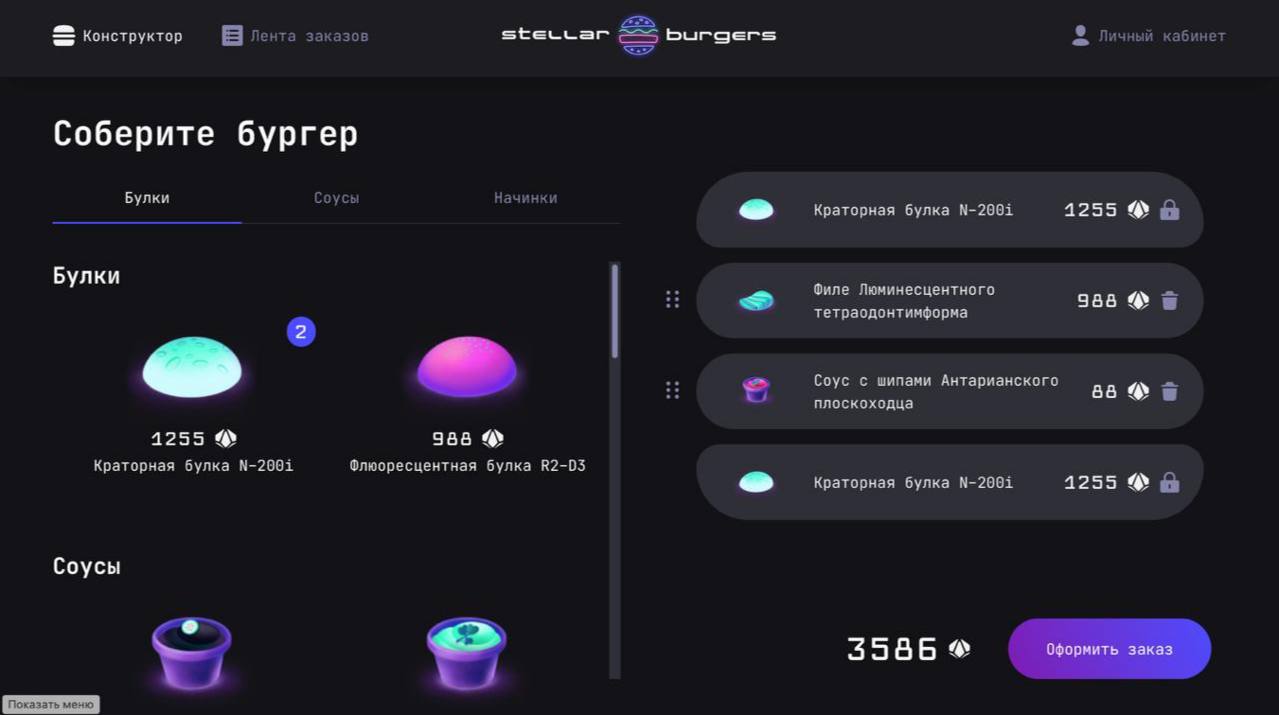 Конструктор
Лента заказов
stellar burgers
Личный кабинет
Соберите бургер
Булки
Соусы
Начинки
Булки
2
1255
Краторная булка N-200i
988
Флюоресцентная булка R2-D3
Соусы
Краторная булка N-200i
1255
Филе Люминесцентного
тетраодонтимформа
988
Соус с шипами Антарианского
плоскоходца
88
Краторная булка N-200i
1255
3586
Оформить заказ
Показать меню